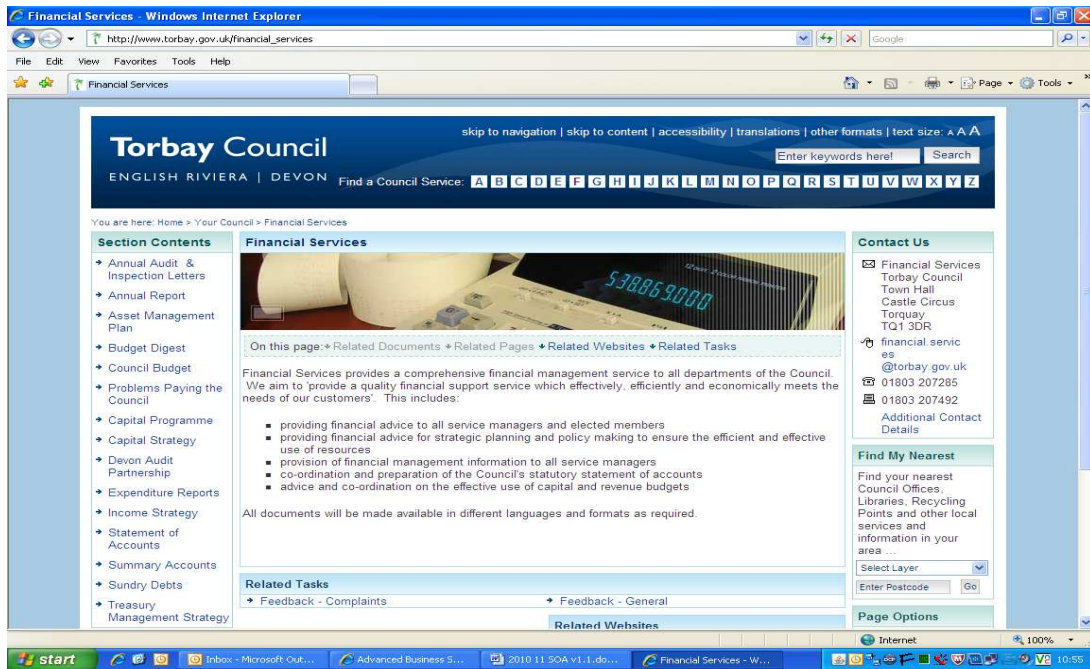 Financial Services - Windows Internet Explorer
http://www.torbay.gov.uk/financial_services
Google
File Edit View Favorites Tools Help
Financial Services
Page Tools
skip to navigation | skip to content | accessibility | translations | other formats | text size: A A A
Torbay Council
ENGLISH RIVIERA | DEVON
Enter keywords here! Search
Find a Council Service: A B C D E F G H I J K L M N O P Q R S T U V W X Y Z
You are here: Home > Your Council > Financial Services
Section Contents
Annual Audit & Inspection Letters
Annual Report
Asset Management Plan
Budget Digest
Council Budget
Problems Paying the Council
Capital Programme
Capital Strategy
Devon Audit Partnership
Expenditure Reports
Income Strategy
Statement of Accounts
Summary Accounts
Sundry Debts
Treasury Management Strategy
Financial Services
538,869.000
On this page: Related Documents Related Pages Related Websites Related Tasks
Financial Services provides a comprehensive financial management service to all departments of the Council.
We aim to 'provide a quality financial support service which effectively, efficiently and economically meets the
needs of our customers'. This includes:
providing financial advice to all service managers and elected members
providing financial advice for strategic planning and policy making to ensure the efficient and effective
use of resources
provision of financial management information to all service managers
co-ordination and preparation of the Council's statutory statement of accounts
advice and co-ordination on the effective use of capital and revenue budgets
All documents will be made available in different languages and formats as required.
Related Tasks
Feedback - Complaints
Feedback - General
Related Websites
Contact Us
Financial Services
Torbay Council
Town Hall
Castle Circus
Torquay
TQ1 3DR
financial.servic
es
@torbay.gov.uk
01803 207285
01803 207492
Additional Contact
Details
Find My Nearest
Find your nearest
Council Offices,
Libraries, Recycling
Points and other local
services and
information in your
area ...
Select Layer
Enter Postcode Go
Page Options
Internet 100%
start
Inbox - Microsoft Out...
Advanced Business S...
2010 11 SOA v1.1.do...
Financial Services - W...
10:55